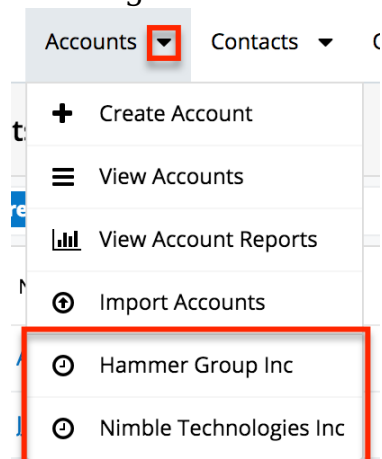 Accounts Contacts
Create Account
View Accounts
View Account Reports
Import Accounts
Hammer Group Inc
Nimble Technologies Inc